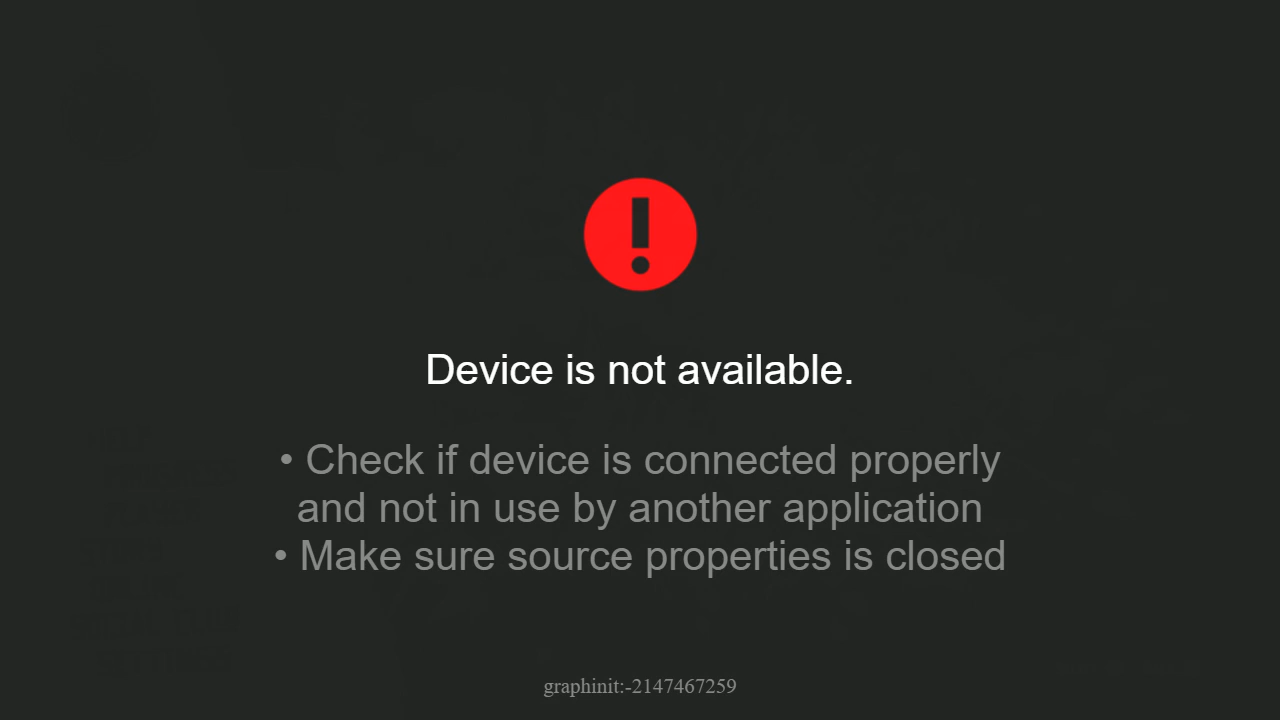 Device is not available.
• Check if device is connected properly
and not in use by another application
• Make sure source properties is closed
graphinit:-2147467259